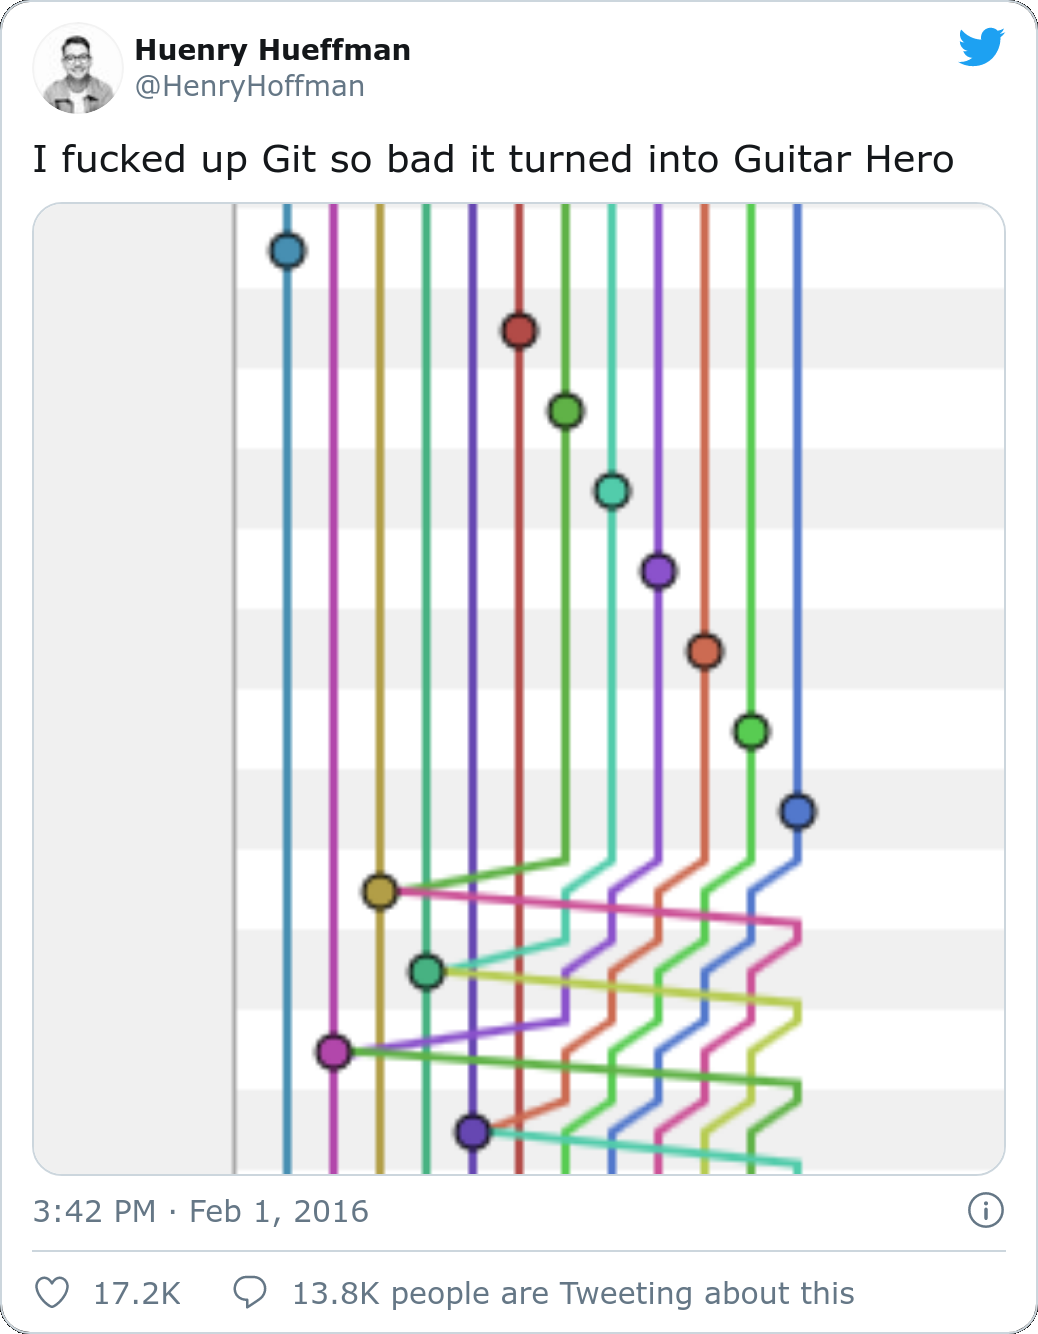 Huenry Hueffman
@HenryHoffman
I fucked up Git so bad it turned into Guitar Hero
3:42 PM · Feb 1, 2016
17.2K 13.8K people are Tweeting about this